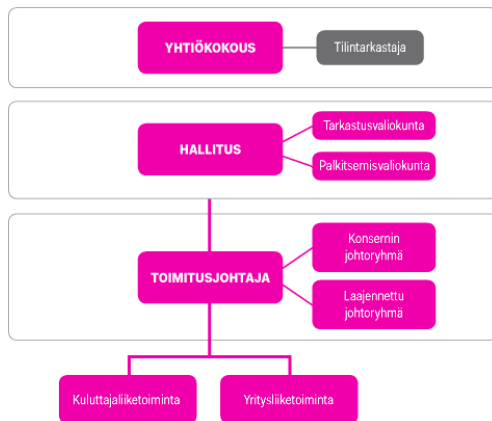 YHTIÖKOKOUS
Tilintarkastaja
HALLITUS
Tarkastusvaliokunta
Palkitsemisvaliokunta
TOIMITUSJOHTAJA
Konsernin
johtoryhmä
Laajennettu
johtoryhmä
Kuluttajaliiketoiminta
Yritysliiketoiminta